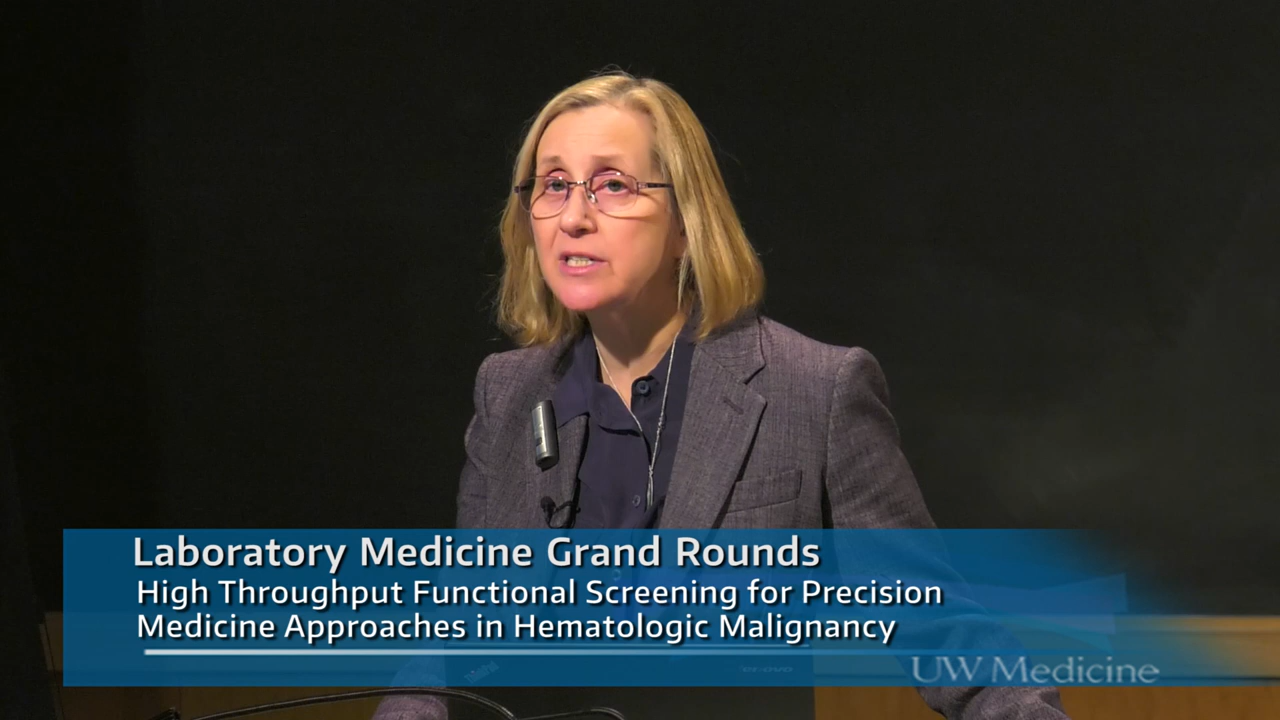 Laboratory Medicine Grand Rounds
High Throughput Functional Screening for Precision
Medicine Approaches in Hematologic Malignancy
UW Medicine